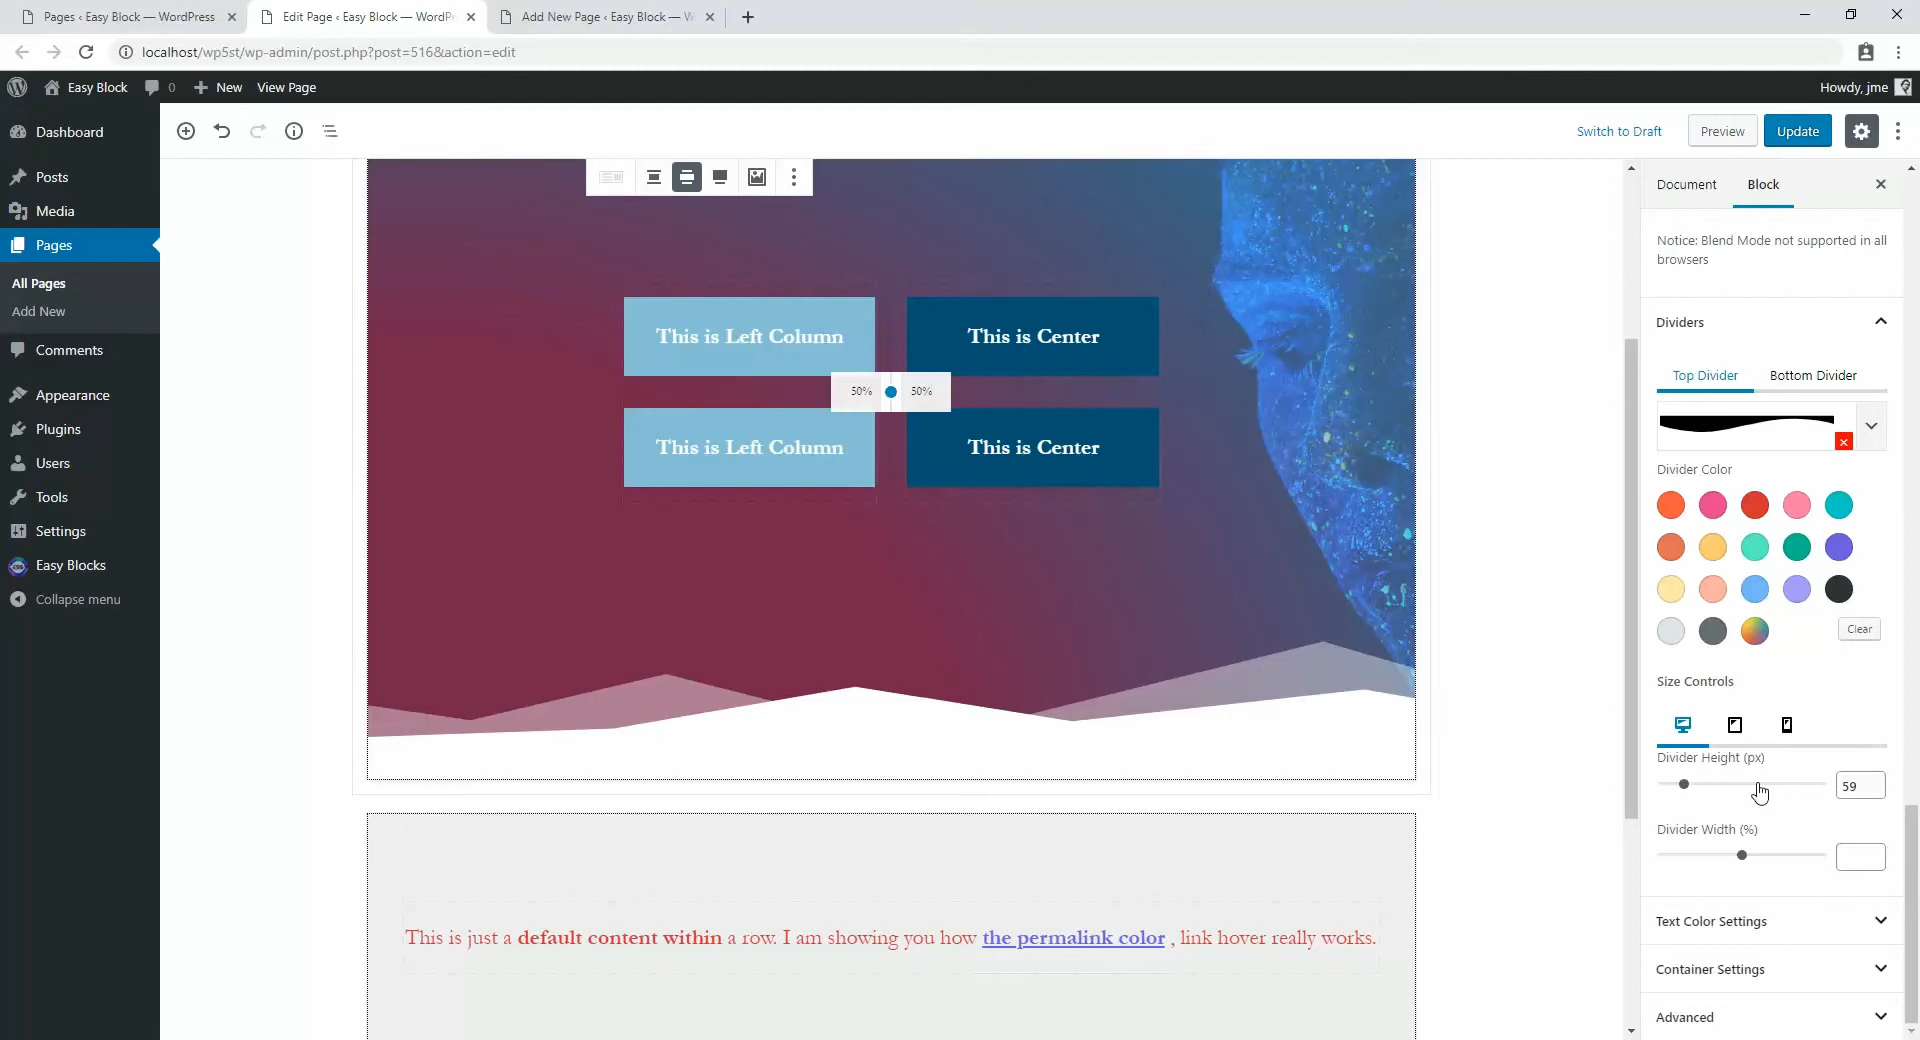 Pages ‹ Easy Block — WordPress
Edit Page ‹ Easy Block — WordP
Add New Page ‹ Easy Block — W
localhost/wp5st/wp-admin/post.php?post=516&action=edit
Easy Block
0
New
View Page
Howdy, jme
Dashboard
Posts
Media
Pages
All Pages
Add New
Comments
Appearance
Plugins
Users
Tools
Settings
Easy Blocks
Collapse menu
Switch to Draft
Preview
Update
This is Left Column
This is Center
50%
50%
This is Left Column
This is Center
This is just a default content within a row. I am showing you how the permalink color , link hover really works.
Document
Block
Notice: Blend Mode not supported in all
browsers
Dividers
Top Divider
Bottom Divider
Divider Color
Clear
Size Controls
Divider Height (px)
59
Divider Width (%)
Text Color Settings
Container Settings
Advanced